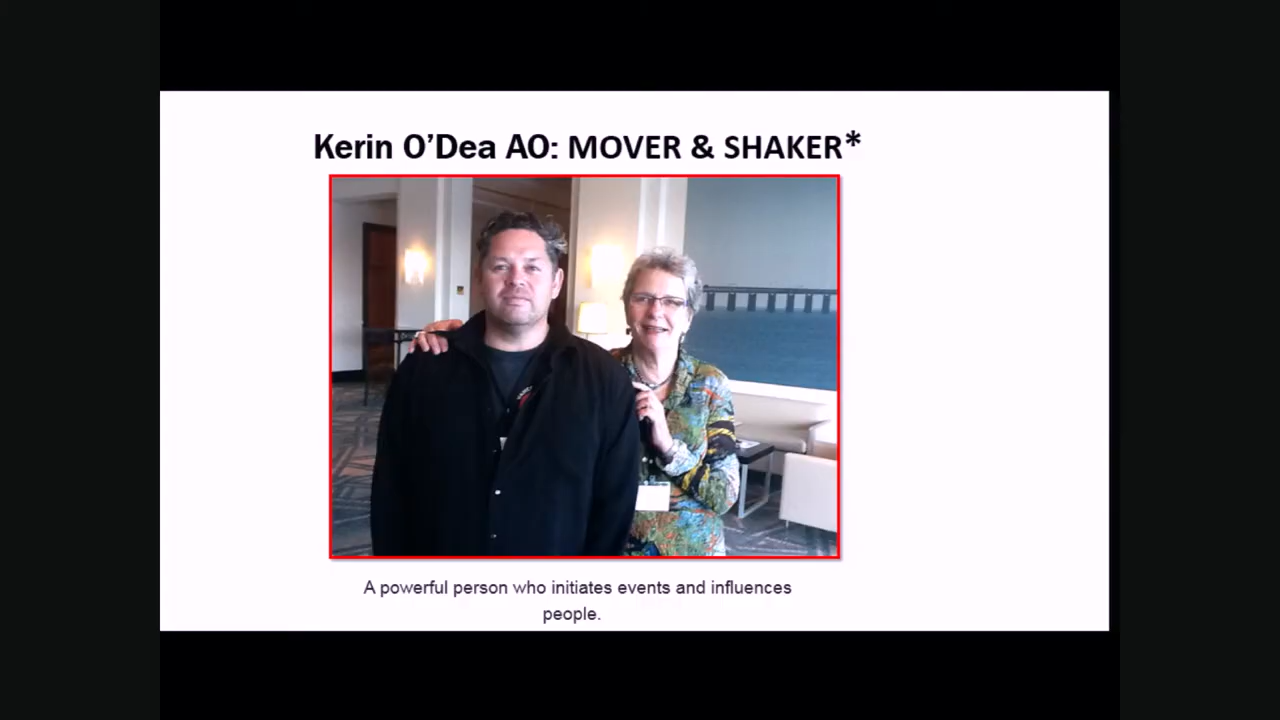 Kerin O’Dea AO: MOVER & SHAKER*
A powerful person who initiates events and influences
people.